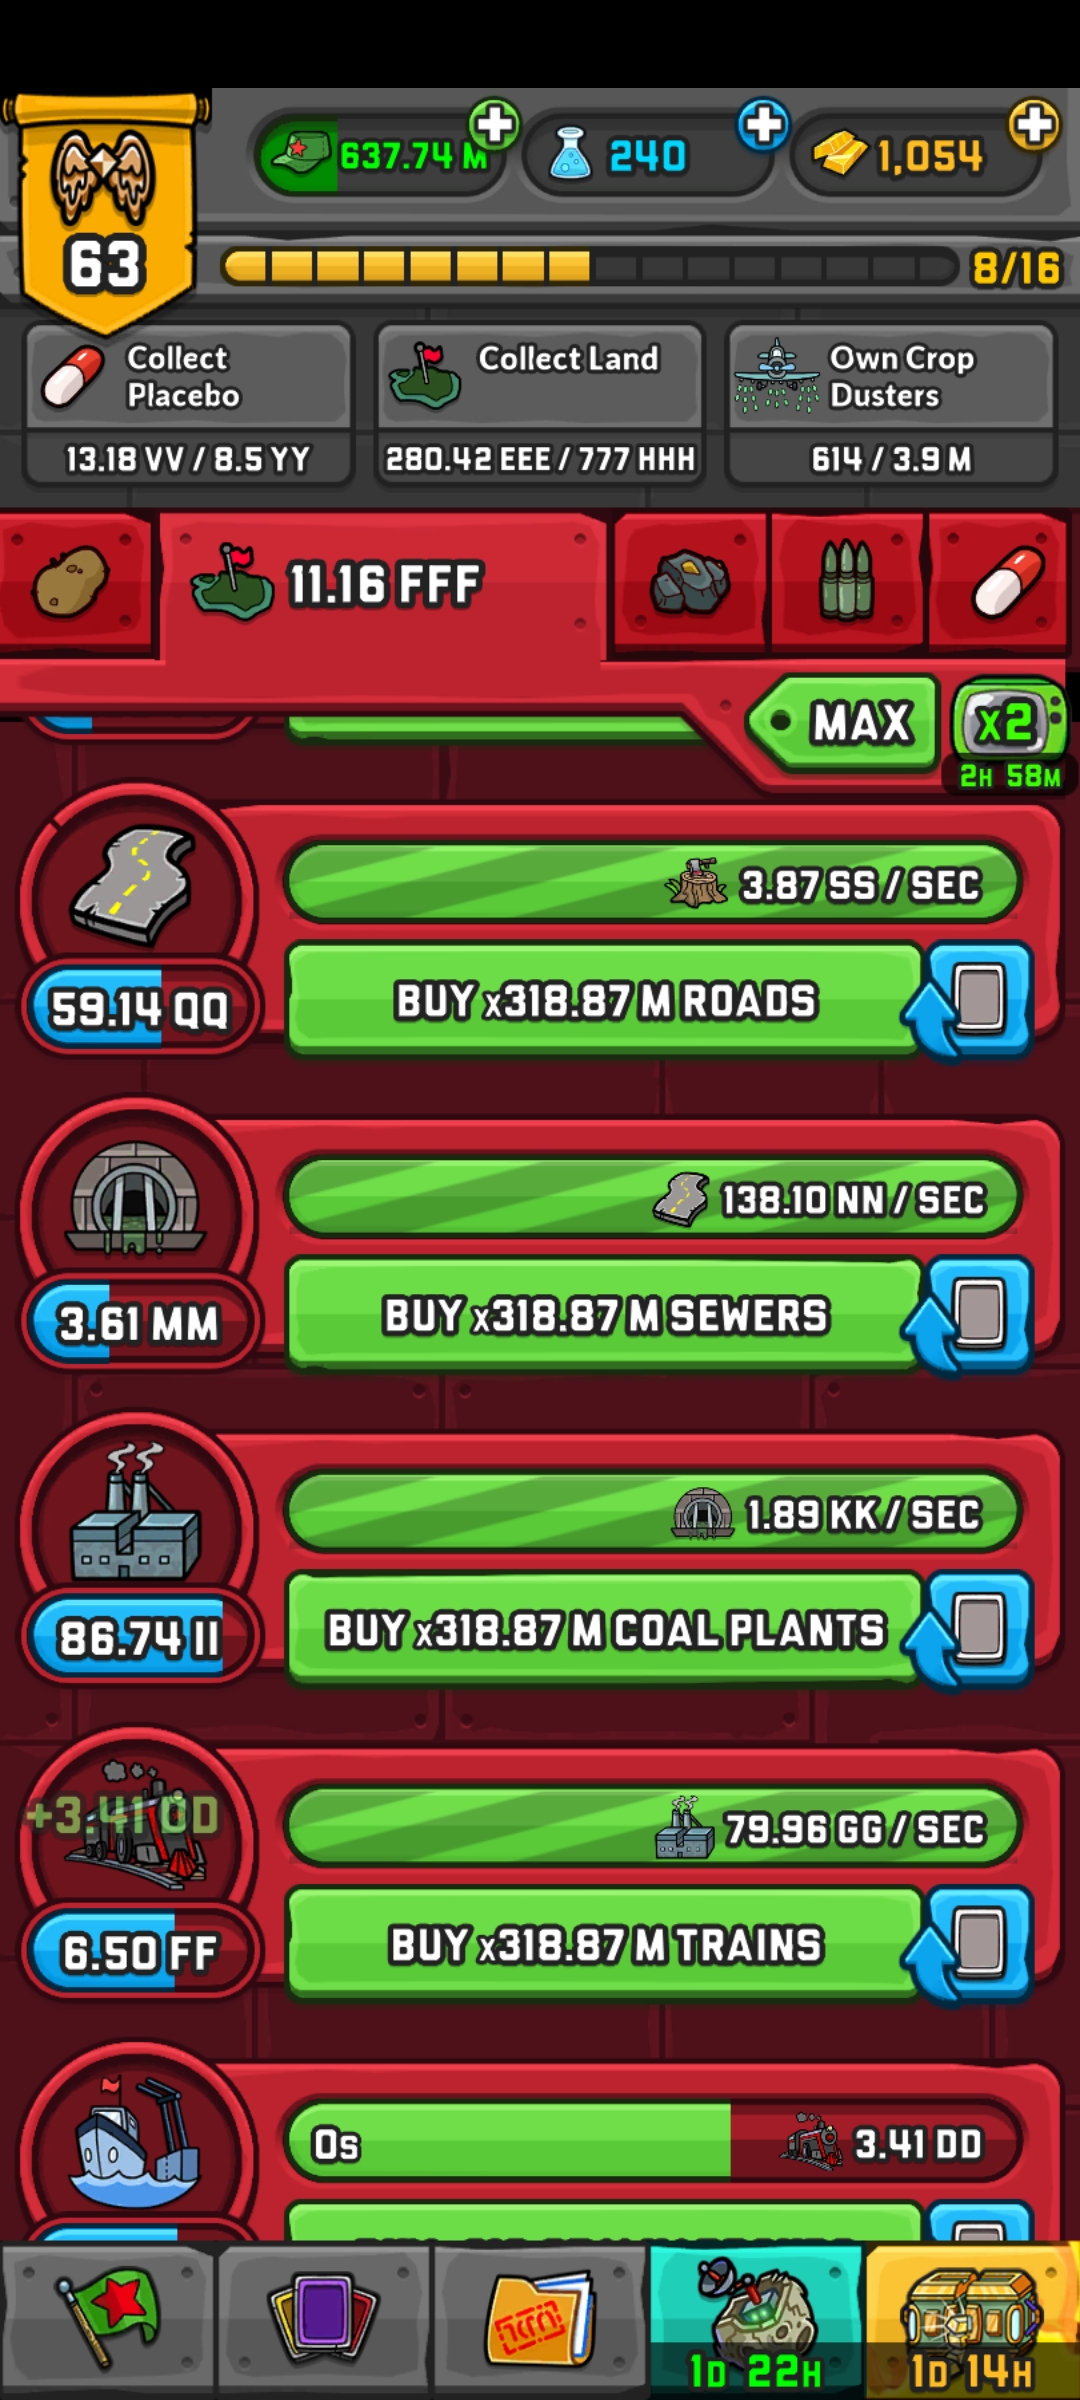 637.74 M
240
1,054
63
8/16
Collect
Placebo
13.18 VV / 8.5 YY
Collect Land
280.42 EEE / 777 HHH
Own Crop
Dusters
614 / 3.9 M
11.16 FFF
MAX
x2
2H 58M
3.87 SS / SEC
59.14 QQ
BUY x318.87 M ROADS
138.10 NN / SEC
3.61 MM
BUY x318.87 M SEWERS
1.89 KK / SEC
86.74 II
BUY x318.87 M COAL PLANTS
+3.41 DD
79.96 GG / SEC
6.50 FF
BUY x318.87 M TRAINS
0s
3.41 DD
1D 22H
1D 14H